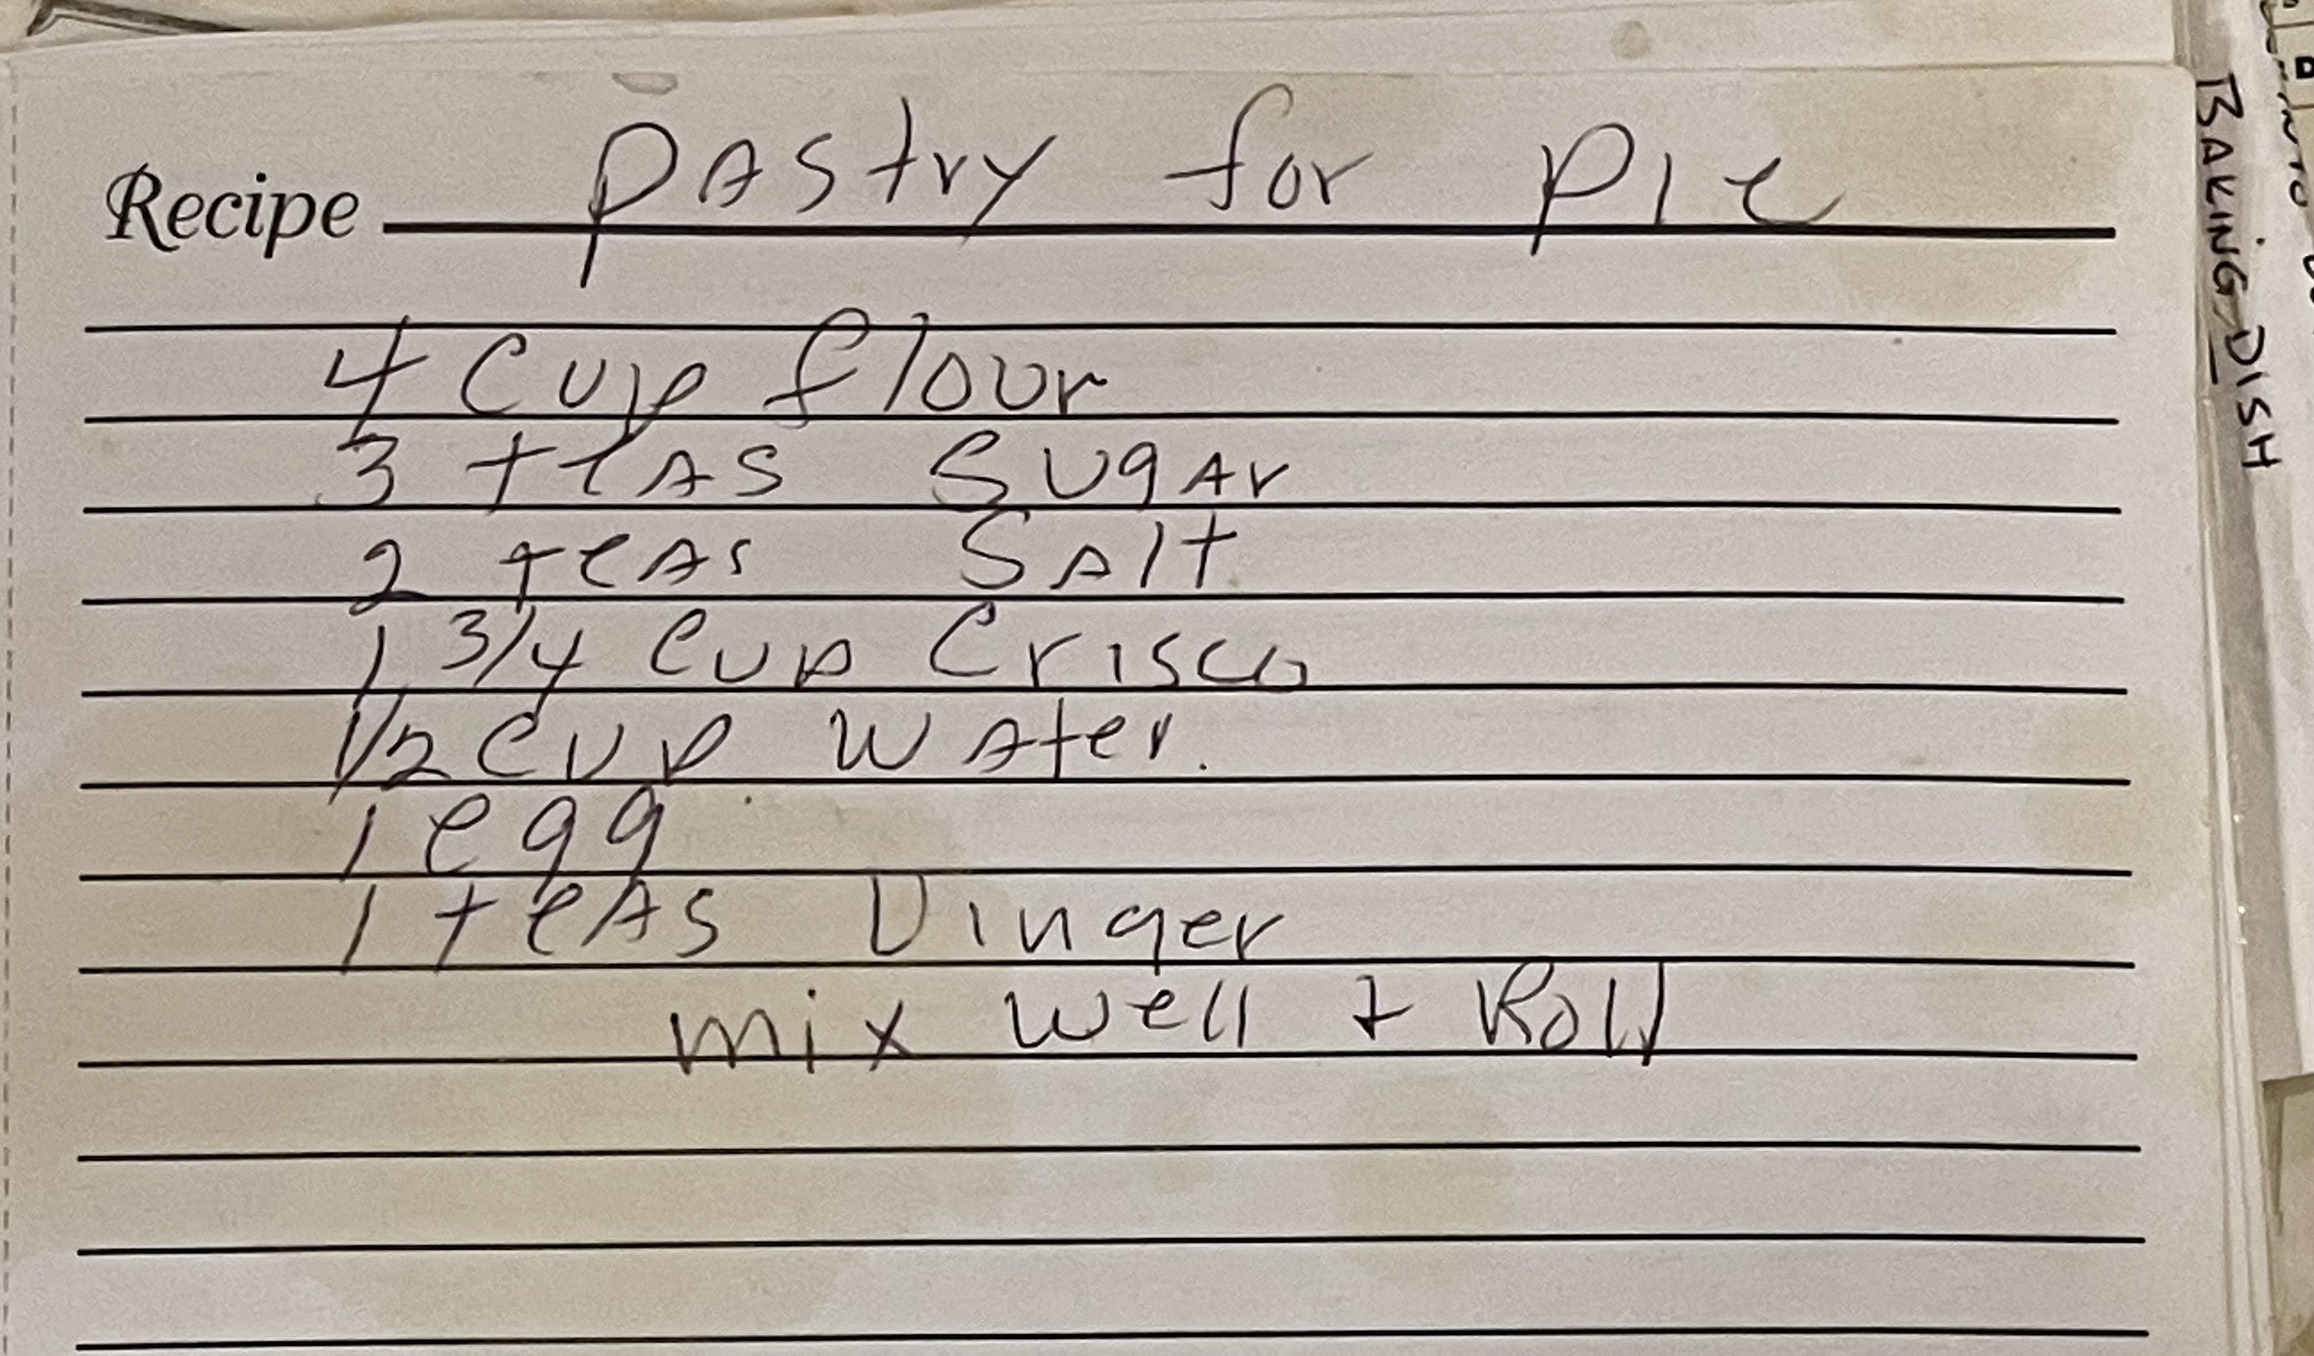 Recipe Pastry for Pie
4 Cup flour
3 teas Sugar
2 teas Salt
1 3/4 Cup Crisco
1/2 Cup Water.
1 egg
1 teas Vinger
mix well + Roll
BAKING DISH